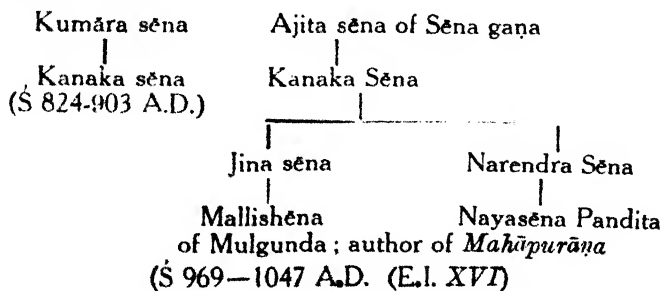 Kumāra sēna Ajita sēna of Sēna gaṇa
Kanaka sēna Kanaka Sēna
(Ś 824-903 A.D.)
Jina sēna Narendra Sēna
Mallishēna Nayasēna Pandita
of Mulgunda ; author of Mahāpurāṇa
(Ś 969—1047 A.D. (E.I. XVI)